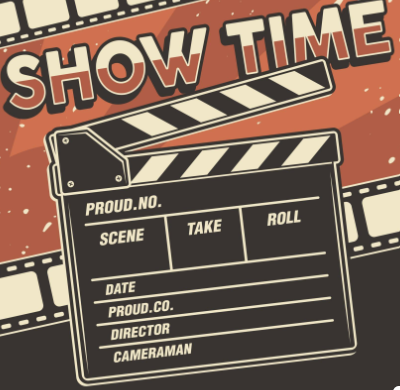 SHOW TIME
PROUD.NO.
SCENE TAKE ROLL
DATE
PROUD.CO.
DIRECTOR
CAMERAMAN